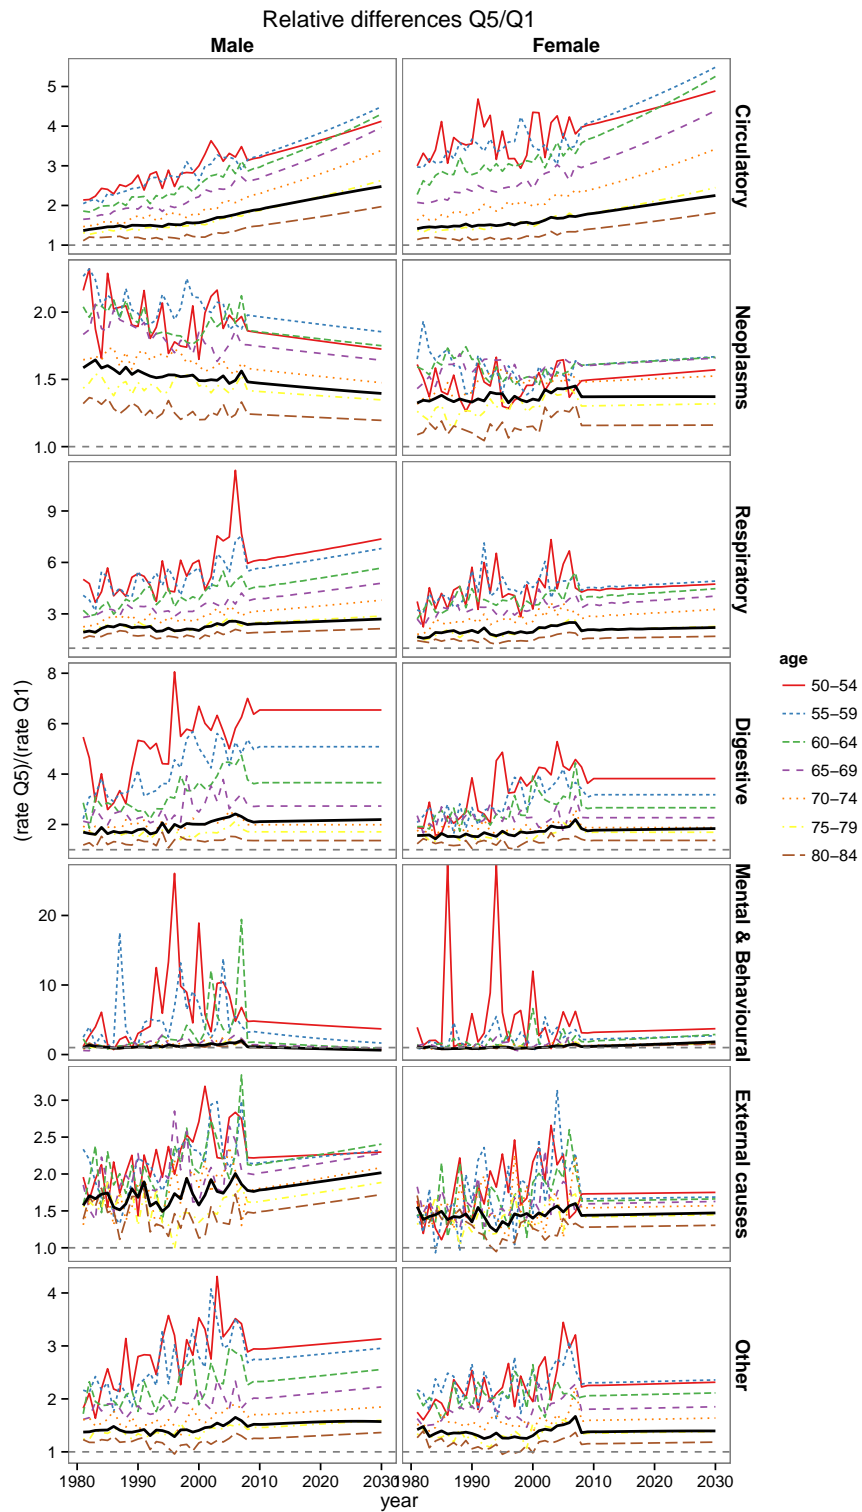 Relative differences Q5/Q1
Male
Female
5
4
3
2
1
Circulatory
2.0
1.5
1.0
Neoplasms
9
6
3
Respiratory
8
6
4
2
Digestive
20
10
0
Mental & Behavioural
3.0
2.5
2.0
1.5
1.0
External causes
4
3
2
1
Other
1980 1990 2000 2010 2020 2030
1980 1990 2000 2010 2020 2030
year
(rate Q5)/(rate Q1)
age
50−54
55−59
60−64
65−69
70−74
75−79
80−84